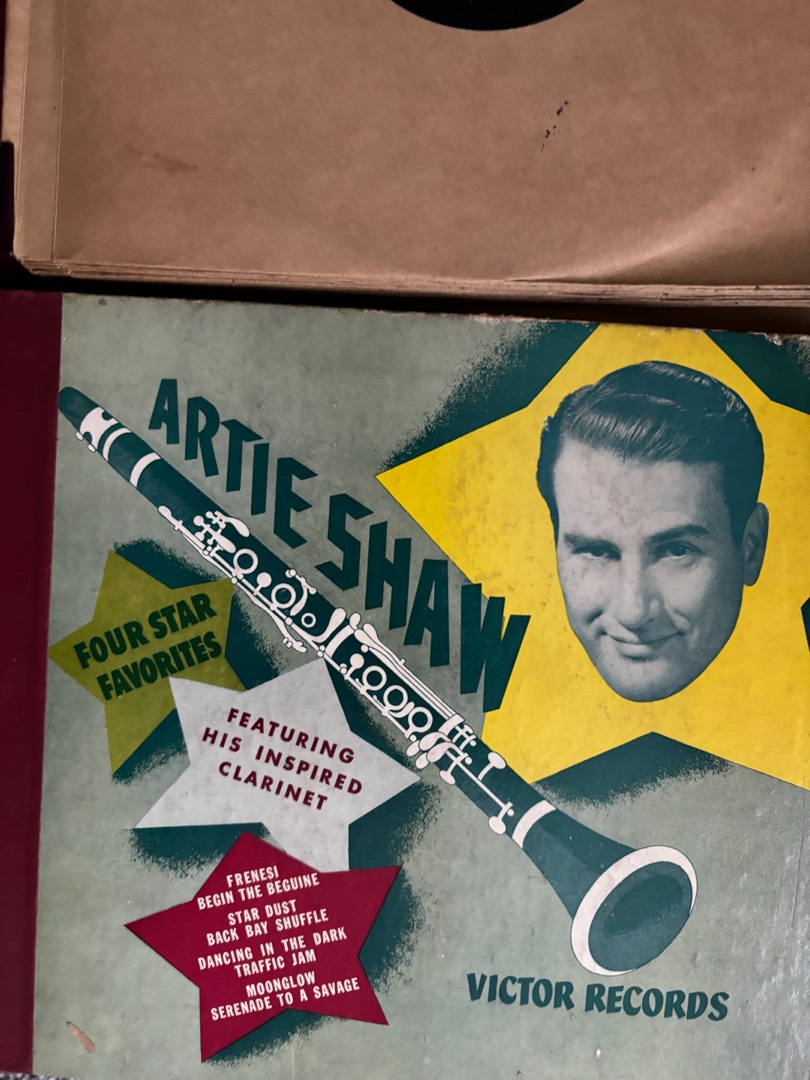 ARTIE SHAW
FOUR STAR
FAVORITES
FEATURING
HIS INSPIRED
CLARINET
FRENESI
BEGIN THE BEGUINE
STAR DUST
BACK BAY SHUFFLE
DANCING IN THE DARK
TRAFFIC JAM
MOONGLOW
SERENADE TO A SAVAGE
VICTOR RECORDS